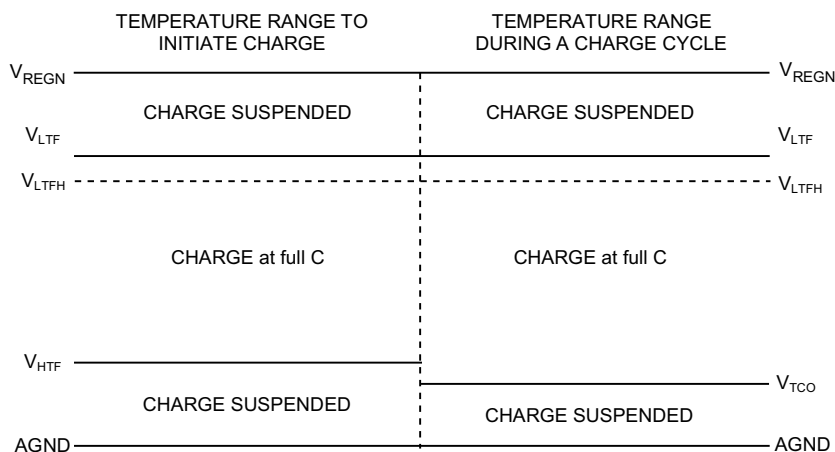 TEMPERATURE RANGE TO
INITIATE CHARGE
TEMPERATURE RANGE
DURING A CHARGE CYCLE
VREGN
VREGN
CHARGE SUSPENDED
CHARGE SUSPENDED
VLTF
VLTF
VLTFH
VLTFH
CHARGE at full C
CHARGE at full C
VHTF
VTCO
CHARGE SUSPENDED
CHARGE SUSPENDED
AGND
AGND